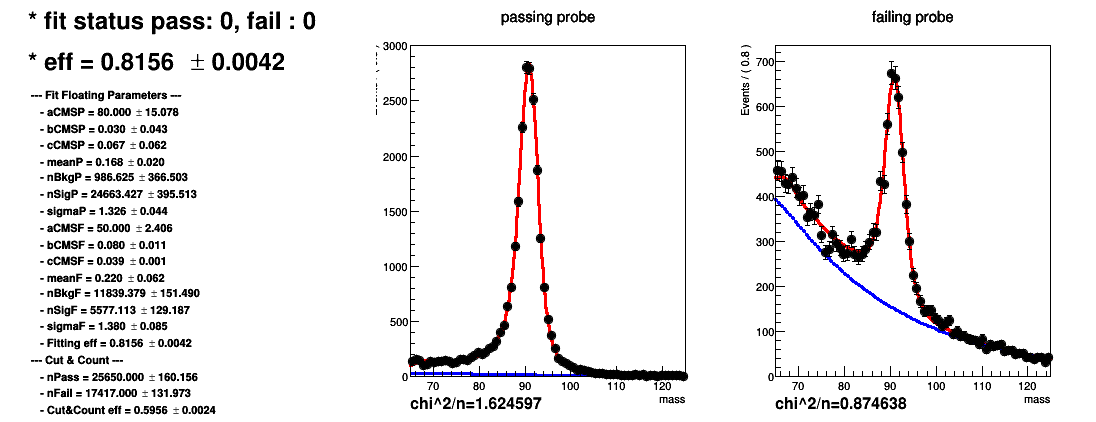 * fit status pass: 0, fail : 0
* eff = 0.8156 ± 0.0042
--- Fit Floating Parameters ---
- aCMSP = 80.000 ± 15.078
- bCMSP = 0.030 ± 0.043
- cCMSP = 0.067 ± 0.062
- meanP = 0.168 ± 0.020
- nBkgP = 986.625 ± 366.503
- nSigP = 24663.427 ± 395.513
- sigmaP = 1.326 ± 0.044
- aCMSF = 50.000 ± 2.406
- bCMSF = 0.080 ± 0.011
- cCMSF = 0.039 ± 0.001
- meanF = 0.220 ± 0.062
- nBkgF = 11839.379 ± 151.490
- nSigF = 5577.113 ± 129.187
- sigmaF = 1.380 ± 0.085
- Fitting eff = 0.8156 ± 0.0042
--- Cut & Count ---
- nPass = 25650.000 ± 160.156
- nFail = 17417.000 ± 131.973
- Cut&Count eff = 0.5956 ± 0.0024
passing probe
3000
2500
2000
1500
1000
500
0
70 80 90 100 110 120
mass
chi^2/n=1.624597
failing probe
Events / ( 0.8 )
700
600
500
400
300
200
100
0
70 80 90 100 110 120
mass
chi^2/n=0.874638